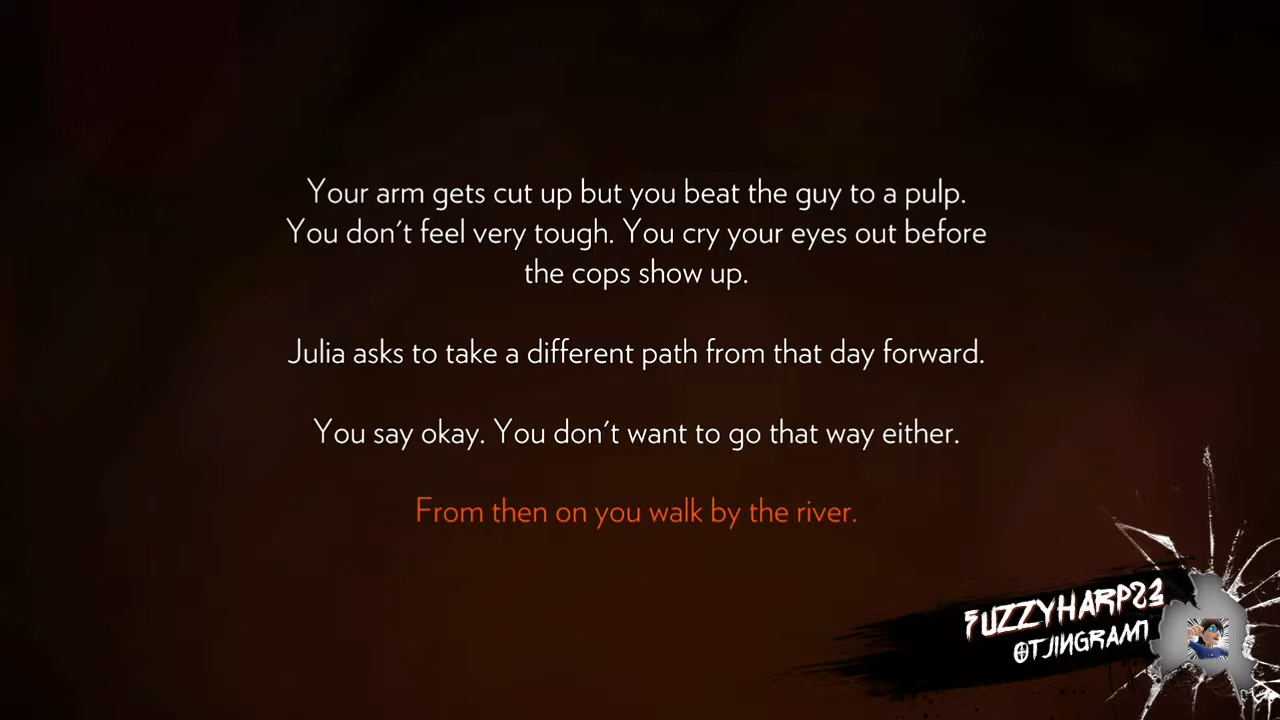 Your arm gets cut up but you beat the guy to a pulp.
You don't feel very tough. You cry your eyes out before
the cops show up.
Julia asks to take a different path from that day forward.
You say okay. You don't want to go that way either.
From then on you walk by the river.
FUZZYHARP23
@TJINGRAM1